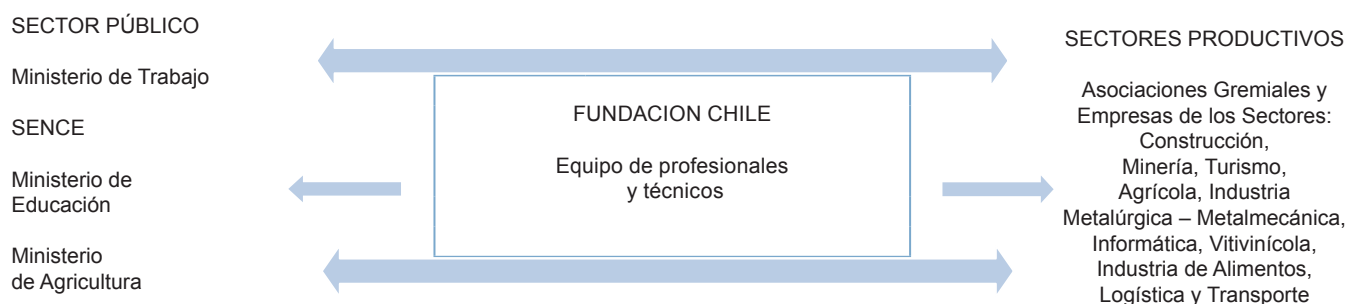 SECTOR PÚBLICO
Ministerio de Trabajo
SENCE
Ministerio de
Educación
Ministerio
de Agricultura
FUNDACION CHILE
Equipo de profesionales
y técnicos
SECTORES PRODUCTIVOS
Asociaciones Gremiales y
Empresas de los Sectores:
Construcción,
Minería, Turismo,
Agrícola, Industria
Metalúrgica – Metalmecánica,
Informática, Vitivinícola,
Industria de Alimentos,
Logística y Transporte